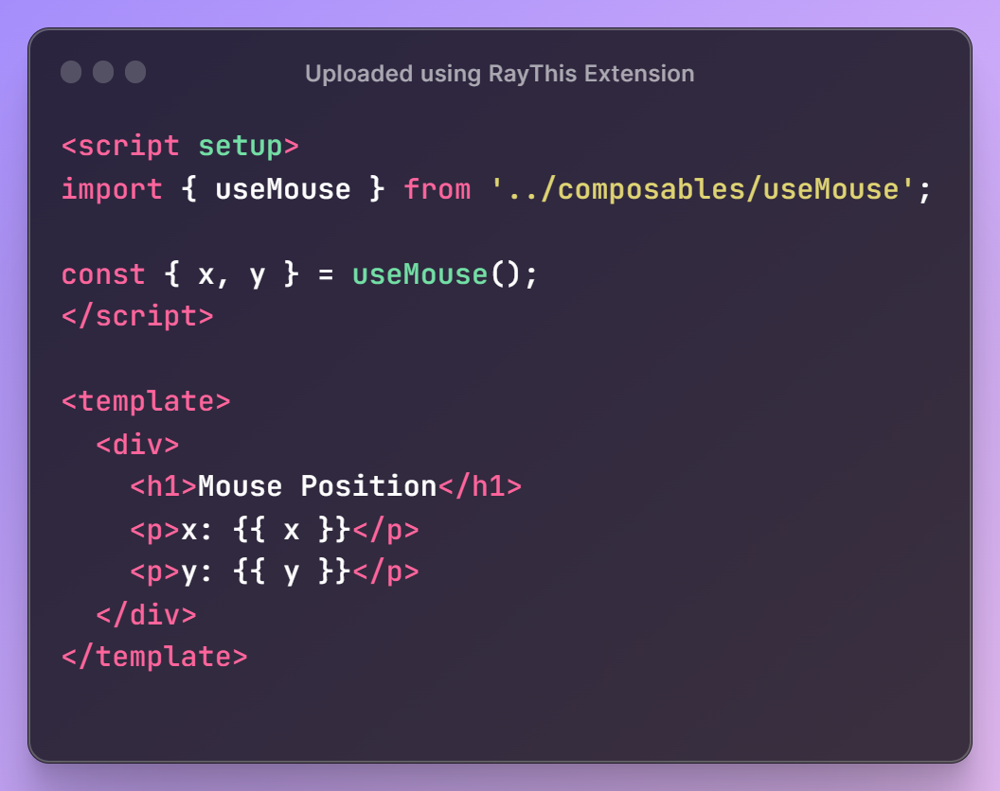 Uploaded using RayThis Extension
<script setup>
import { useMouse } from '../composables/useMouse';
const { x, y } = useMouse();
</script>
<template>
  <div>
    <h1>Mouse Position</h1>
    <p>x: {{ x }}</p>
    <p>y: {{ y }}</p>
  </div>
</template>